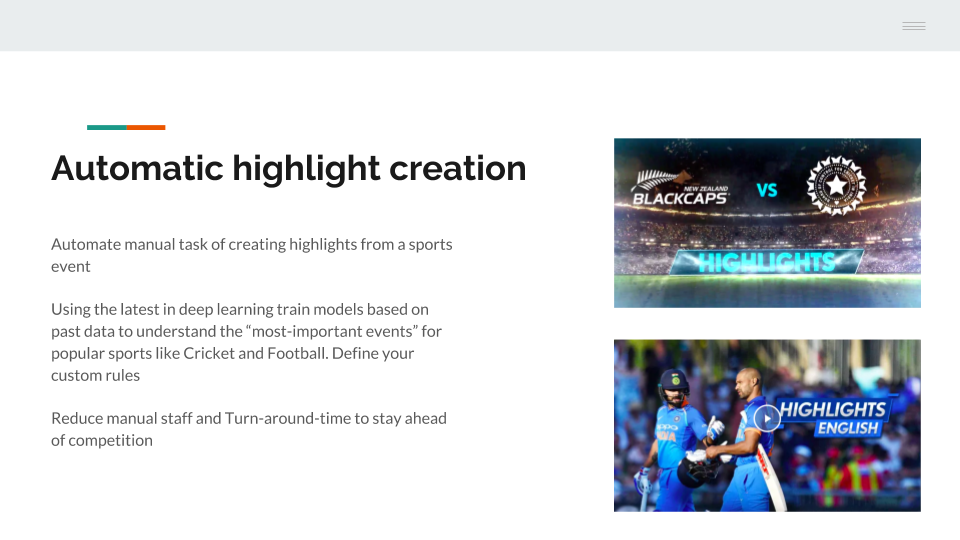 Automatic highlight creation
Automate manual task of creating highlights from a sports
event
Using the latest in deep learning train models based on
past data to understand the “most-important events” for
popular sports like Cricket and Football. Define your
custom rules
Reduce manual staff and Turn-around-time to stay ahead
of competition
NEW ZEALAND
BLACKCAPS
VS
HIGHLIGHTS
HIGHLIGHTS
ENGLISH
oppo
INDIA